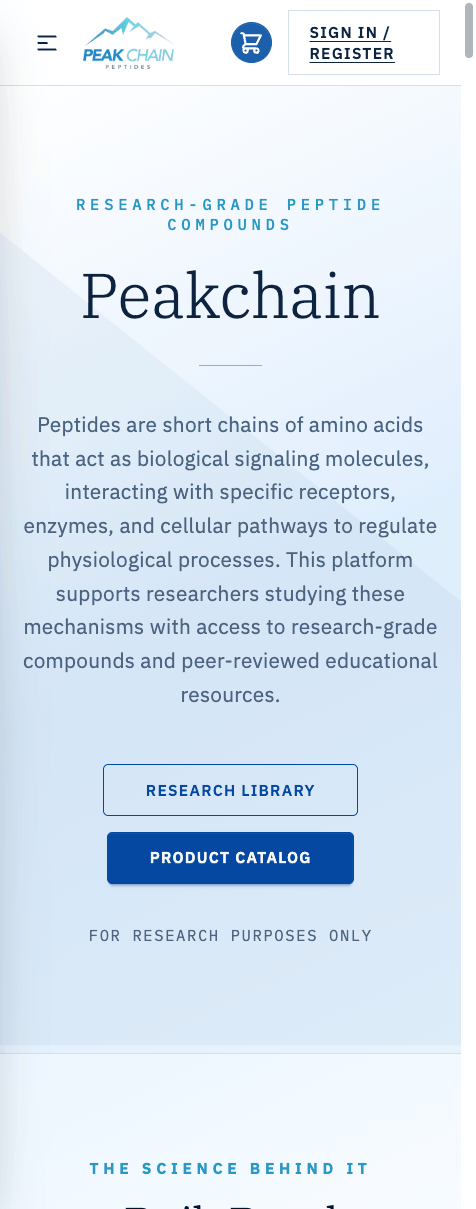 PEAK CHAIN
PEPTIDES
SIGN IN /
REGISTER
RESEARCH-GRADE PEPTIDE
COMPOUNDS
Peakchain
Peptides are short chains of amino acids
that act as biological signaling molecules,
interacting with specific receptors,
enzymes, and cellular pathways to regulate
physiological processes. This platform
supports researchers studying these
mechanisms with access to research-grade
compounds and peer-reviewed educational
resources.
RESEARCH LIBRARY
PRODUCT CATALOG
FOR RESEARCH PURPOSES ONLY
THE SCIENCE BEHIND IT